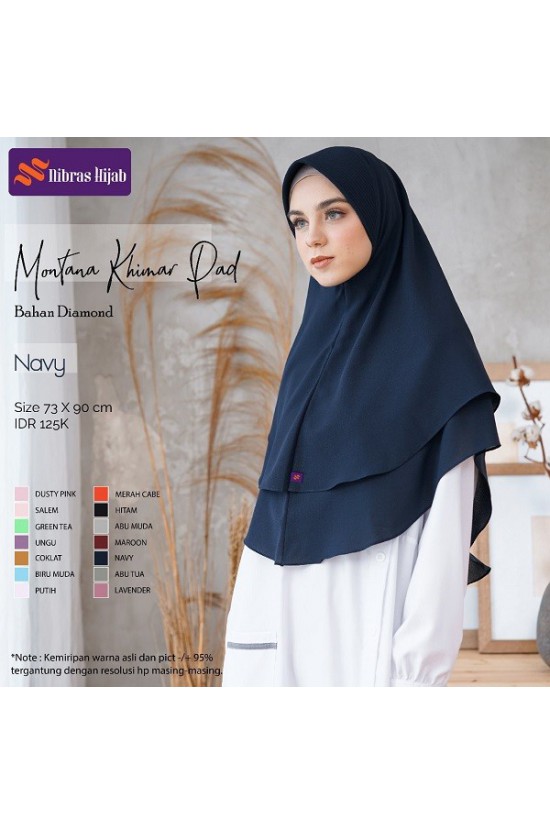 Nibras Hijab
Montana Khimar Pad
Bahan Diamond
Navy
Size 73 X 90 cm
IDR 125K
DUSTY PINK
SALEM
GREEN TEA
UNGU
COKLAT
BIRU MUDA
PUTIH
MERAH CABE
HITAM
ABU MUDA
MAROON
NAVY
ABU TUA
LAVENDER
*Note : Kemiripan warna asli dan pict -/+ 95%
tergantung dengan resolusi hp masing-masing.